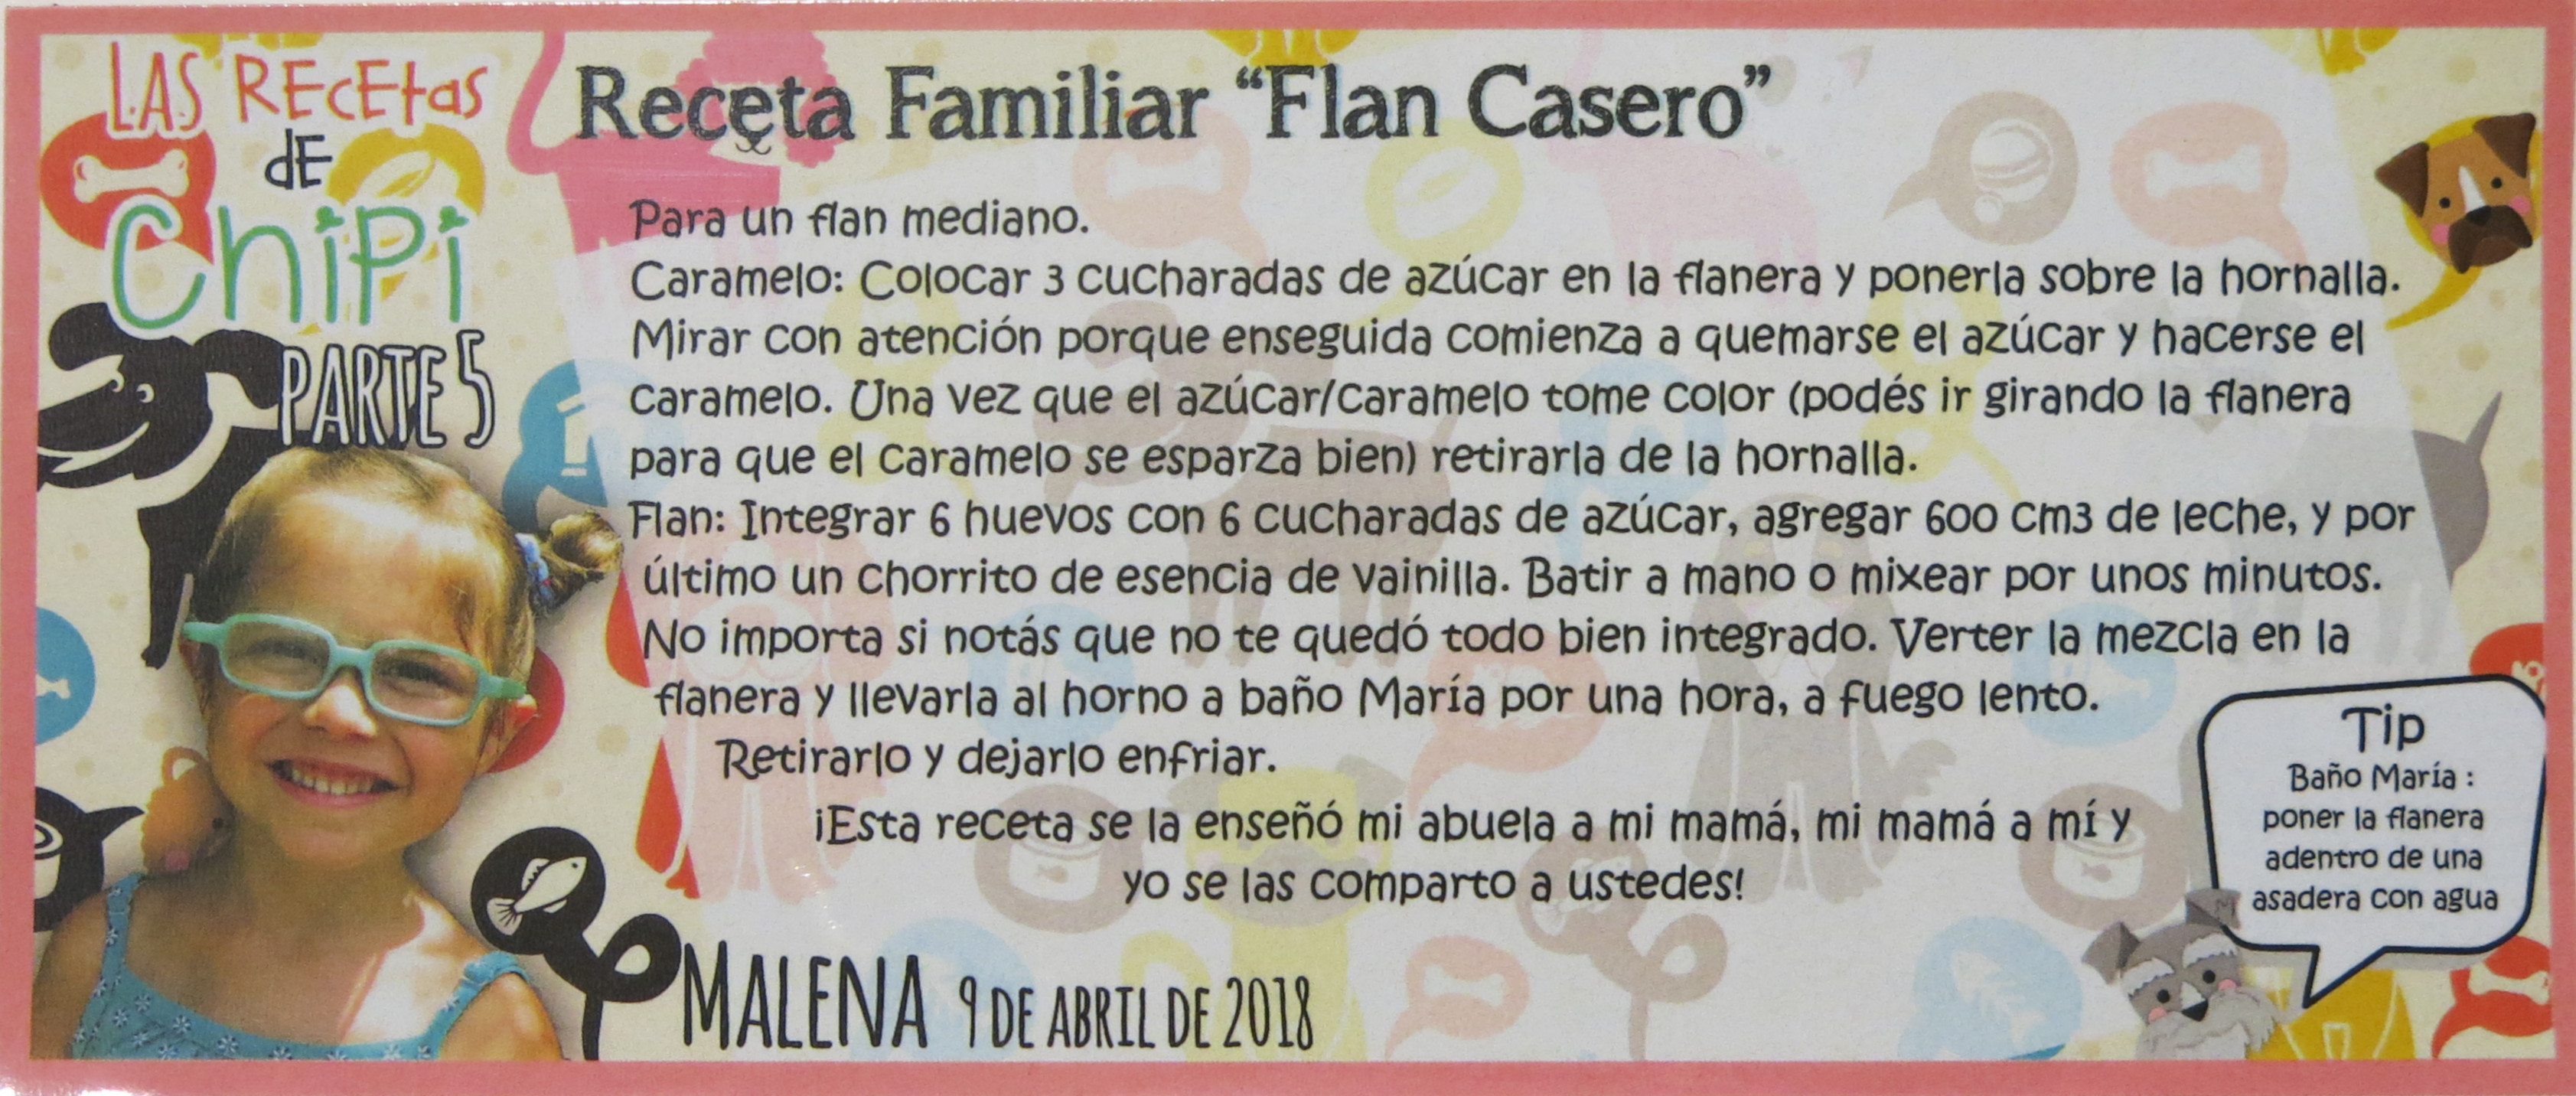 LAS RECEtas
dE
ChiPi
PARTE 5
Receta Familiar “Flan Casero”
Para un flan mediano.
Caramelo: Colocar 3 cucharadas de azúcar en la flanera y ponerla sobre la hornalla.
Mirar con atención porque enseguida comienza a quemarse el azúcar y hacerse el
caramelo. Una vez que el azúcar/caramelo tome color (podés ir girando la flanera
para que el caramelo se esparza bien) retirarla de la hornalla.
Flan: Integrar 6 huevos con 6 cucharadas de azúcar, agregar 600 cm3 de leche, y por
último un chorrito de esencia de vainilla. Batir a mano o mixear por unos minutos.
No importa si notás que no te quedó todo bien integrado. Verter la mezcla en la
flanera y llevarla al horno a baño María por una hora, a fuego lento.
Retirarlo y dejarlo enfriar.
¡Esta receta se la enseñó mi abuela a mi mamá, mi mamá a mí y
yo se las comparto a ustedes!
Tip
Baño María :
poner la flanera
adentro de una
asadera con agua
MALENA 9 DE ABRIL DE 2018